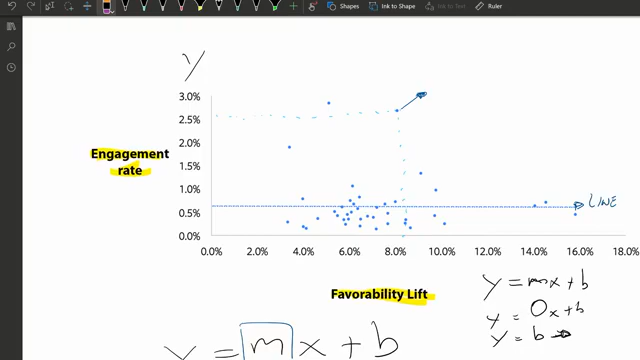 Shapes
Ink to Shape
Ink to Text
Ruler
y
3.0%
2.5%
2.0%
1.5%
1.0%
0.5%
0.0%
Engagement
rate
LINE
0.0% 2.0% 4.0% 6.0% 8.0% 10.0% 12.0% 14.0% 16.0% 18.0%
Favorability Lift
y = mx + b
y = 0x + b
y = b
y = m x + b